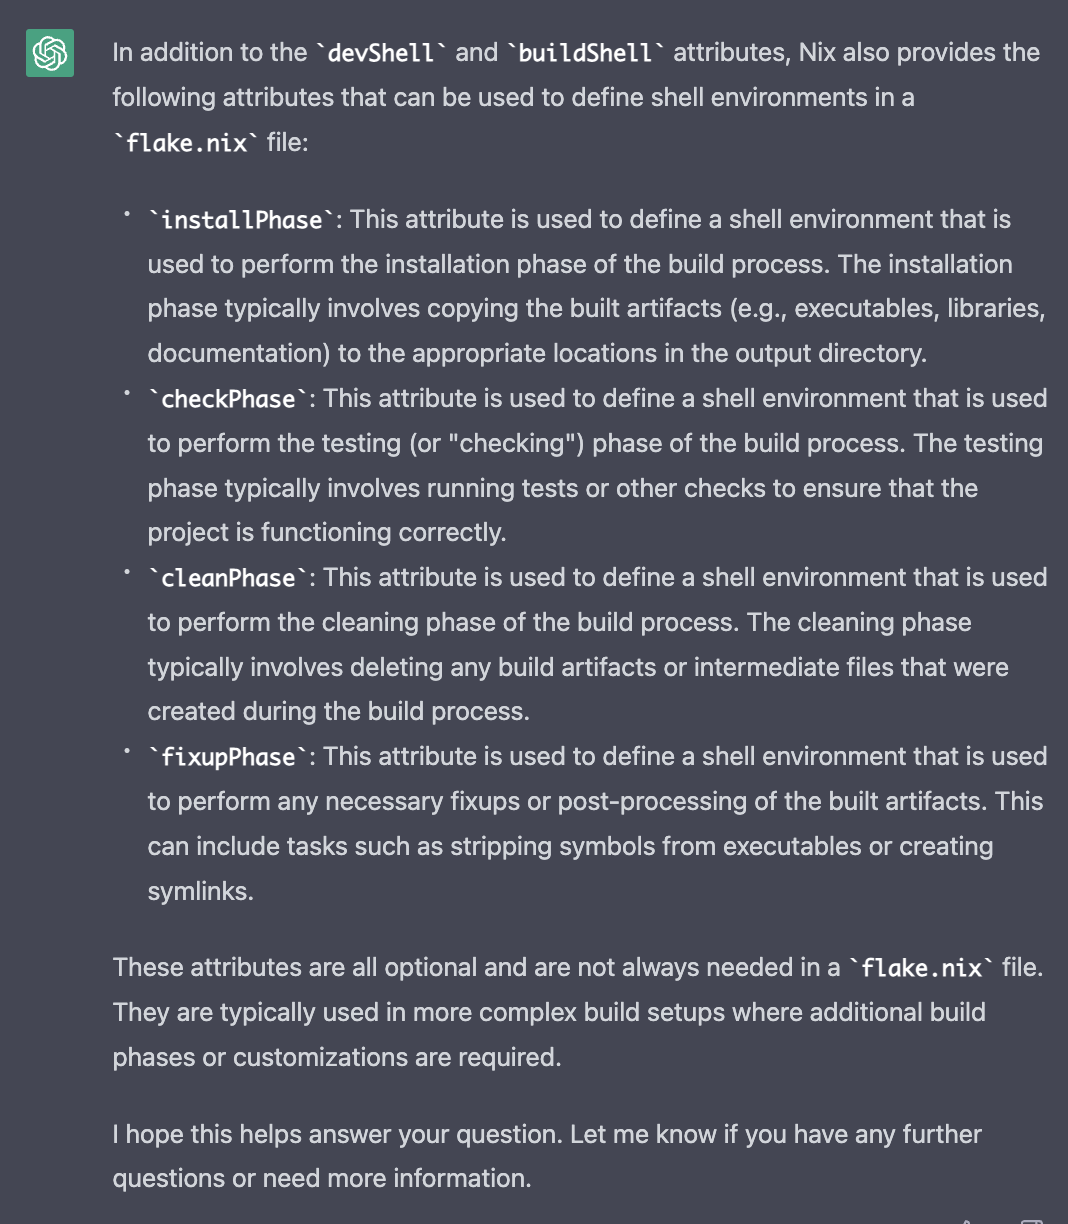 In addition to the `devShell` and `buildShell` attributes, Nix also provides the
following attributes that can be used to define shell environments in a
`flake.nix` file:
• `installPhase`: This attribute is used to define a shell environment that is
used to perform the installation phase of the build process. The installation
phase typically involves copying the built artifacts (e.g., executables, libraries,
documentation) to the appropriate locations in the output directory.
• `checkPhase`: This attribute is used to define a shell environment that is used
to perform the testing (or "checking") phase of the build process. The testing
phase typically involves running tests or other checks to ensure that the
project is functioning correctly.
• `cleanPhase`: This attribute is used to define a shell environment that is used
to perform the cleaning phase of the build process. The cleaning phase
typically involves deleting any build artifacts or intermediate files that were
created during the build process.
• `fixupPhase`: This attribute is used to define a shell environment that is used
to perform any necessary fixups or post-processing of the built artifacts. This
can include tasks such as stripping symbols from executables or creating
symlinks.
These attributes are all optional and are not always needed in a `flake.nix` file.
They are typically used in more complex build setups where additional build
phases or customizations are required.
I hope this helps answer your question. Let me know if you have any further
questions or need more information.